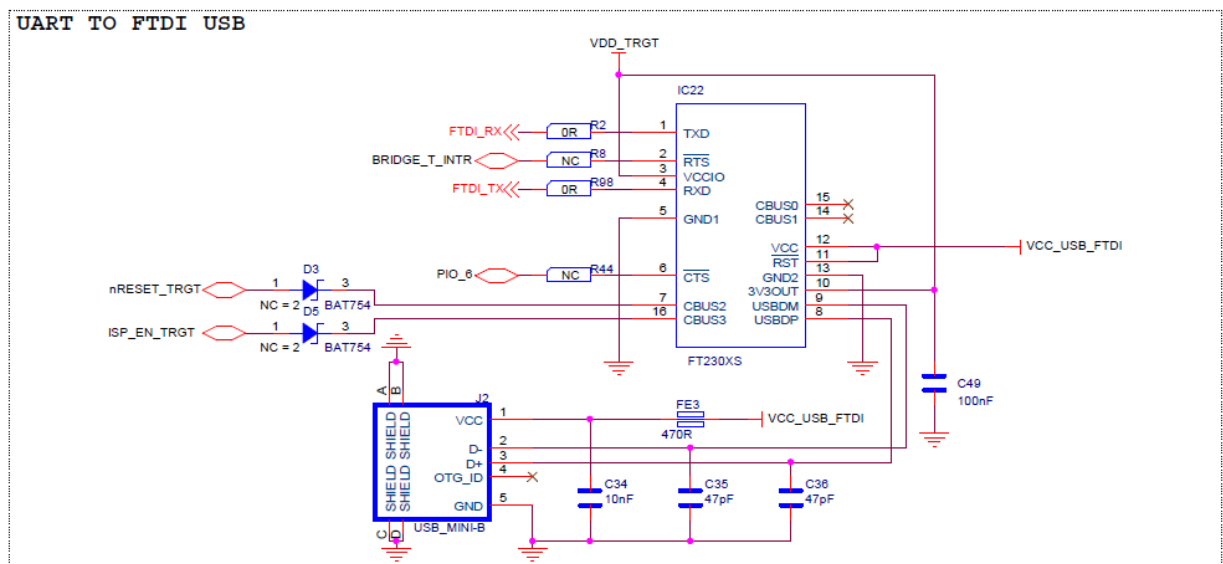 UART TO FTDI USB
VDD_TRGT
IC22
FTDI_RX 0R R2 1 TXD
BRIDGE_T_INTR NC R8 2 RTS
3 VCCIO
FTDI_TX 0R R98 4 RXD
CBUS0 15
5 GND1 CBUS1 14
VCC 12 VCC_USB_FTDI
RST 11
PIO_6 NC R44 6 CTS GND2 13
3V3OUT 10
nRESET_TRGT 1 D3 3 7 CBUS2 USBDM 9
NC = 2 BAT754
ISP_EN_TRGT 1 D5 3 16 CBUS3 USBDP 8
NC = 2 BAT754
FT230XS
C49
100nF
A B
J2
SHIELD SHIELD
SHIELD SHIELD
VCC 1 FE3 VCC_USB_FTDI
470R
D- 2
D+ 3
OTG_ID 4
GND 5
C34
10nF
C35
47pF
C36
47pF
C D
USB_MINI-B